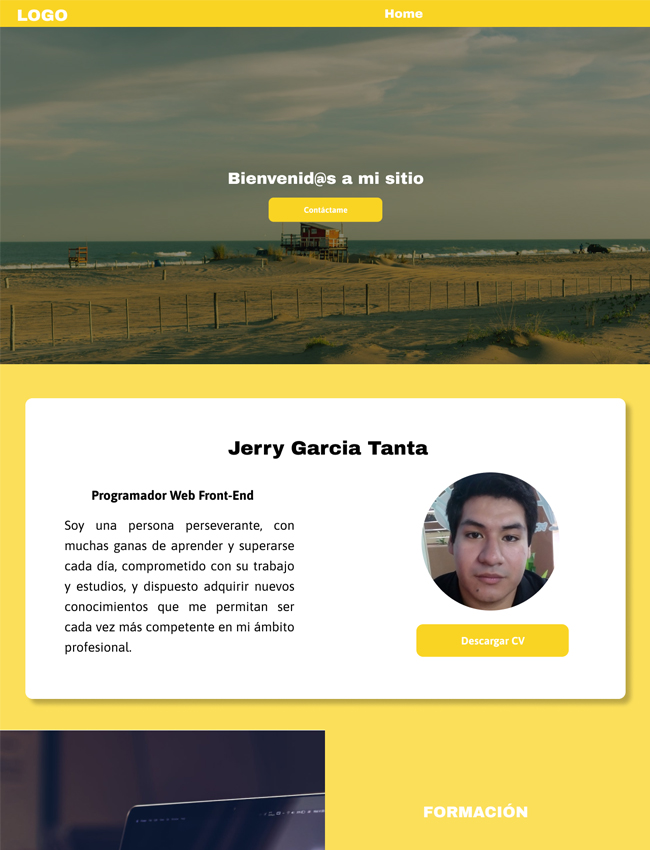 LOGO
Home
Bienvenid@s a mi sitio
Contáctame
Jerry Garcia Tanta
Programador Web Front-End
Soy una persona perseverante, con
muchas ganas de aprender y superarse
cada día, comprometido con su trabajo
y estudios, y dispuesto adquirir nuevos
conocimientos que me permitan ser
cada vez más competente en mi ámbito
profesional.
Descargar CV
FORMACIÓN